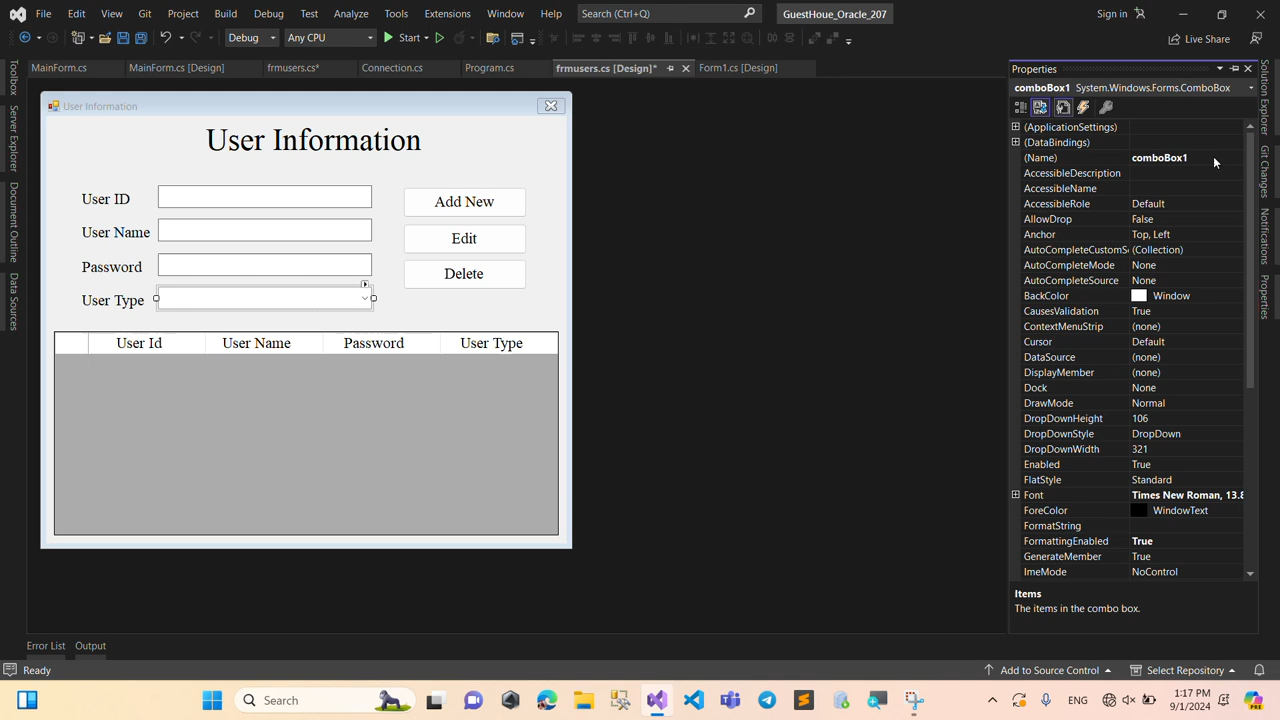 File Edit View Git Project Build Debug Test Analyze Tools Extensions Window Help Search (Ctrl+Q) GuestHoue_Oracle_207 Sign in
Debug Any CPU Start Live Share
MainForm.cs MainForm.cs [Design] frmusers.cs* Connection.cs Program.cs frmusers.cs [Design]* Form1.cs [Design]
Toolbox
Server Explorer
Document Outline
Data Sources
User Information
User Information
User ID
User Name
Password
User Type
Add New
Edit
Delete
User Id User Name Password User Type
Properties
comboBox1 System.Windows.Forms.ComboBox
(ApplicationSettings)
(DataBindings)
(Name) comboBox1
AccessibleDescription
AccessibleName
AccessibleRole Default
AllowDrop False
Anchor Top, Left
AutoCompleteCustomS (Collection)
AutoCompleteMode None
AutoCompleteSource None
BackColor Window
CausesValidation True
ContextMenuStrip (none)
Cursor Default
DataSource (none)
DisplayMember (none)
Dock None
DrawMode Normal
DropDownHeight 106
DropDownStyle DropDown
DropDownWidth 321
Enabled True
FlatStyle Standard
Font Times New Roman, 13.8
ForeColor WindowText
FormatString
FormattingEnabled True
GenerateMember True
ImeMode NoControl
Items
The items in the combo box.
Solution Explorer
Git Changes
Notifications
Properties
Error List Output
Ready Add to Source Control Select Repository
Search ENG 1:17 PM
9/1/2024
PRE